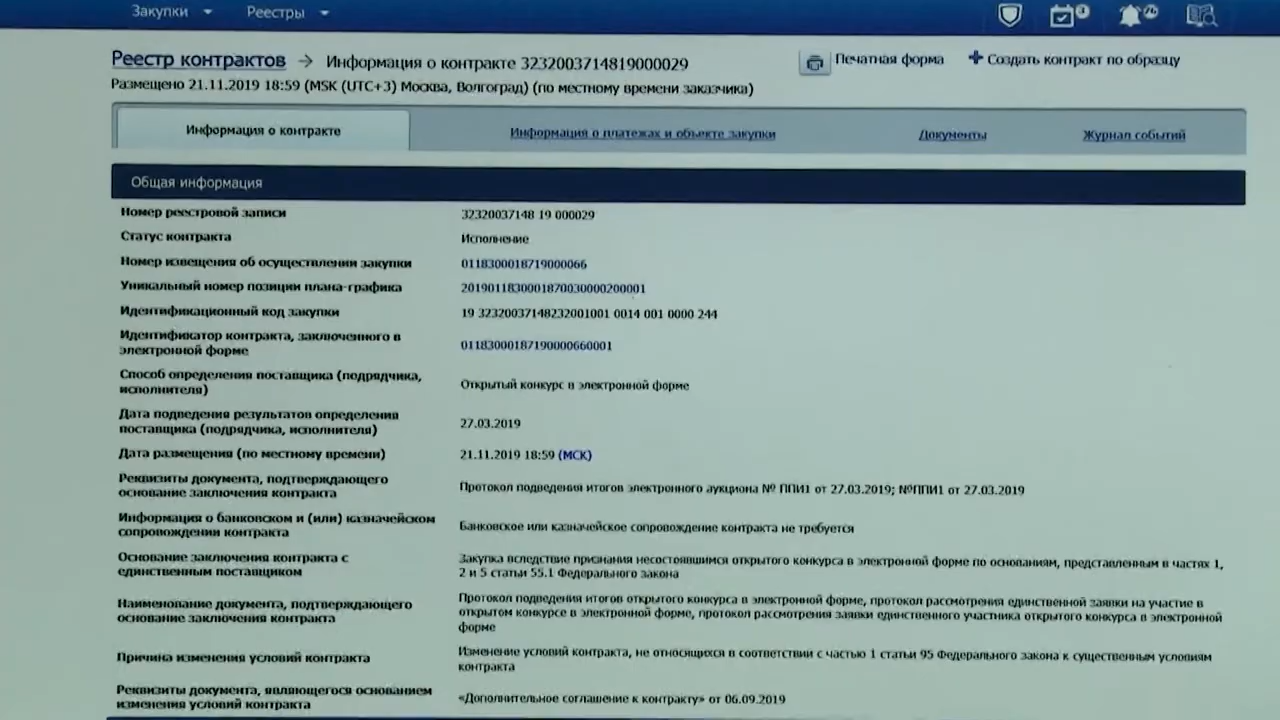 Закупки Реестры
Реестр контрактов → Информация о контракте 3232003714819000029 Печатная форма Создать контракт по образцу
Размещено 21.11.2019 18:59 (MSK (UTC+3) Москва, Волгоград) (по местному времени заказчика)
Информация о контракте Информация о платежах и объекте закупки Документы Журнал событий
Общая информация
Номер реестровой записи 32320037148 19 000029
Статус контракта Исполнение
Номер извещения об осуществлении закупки 0118300018719000066
Уникальный номер позиции плана-графика 2019011830001870030000200001
Идентификационный код закупки 19 32320037148232001001 0014 001 0000 244
Идентификатор контракта, заключенного в
электронной форме 01183000187190000660001
Способ определения поставщика (подрядчика,
исполнителя) Открытый конкурс в электронной форме
Дата подведения результатов определения
поставщика (подрядчика, исполнителя) 27.03.2019
Дата размещения (по местному времени) 21.11.2019 18:59 (МСК)
Реквизиты документа, подтверждающего
основание заключения контракта Протокол подведения итогов электронного аукциона № ППИ1 от 27.03.2019; №ППИ1 от 27.03.2019
Информация о банковском и (или) казначейском
сопровождении контракта Банковское или казначейское сопровождение контракта не требуется
Основание заключения контракта с
единственным поставщиком
Закупка вследствие признания несостоявшимся открытого конкурса в электронной форме по основаниям, представленным в частях 1,
2 и 5 статьи 55.1 Федерального закона
Наименование документа, подтверждающего
основание заключения контракта
Протокол подведения итогов открытого конкурса в электронной форме, протокол рассмотрения единственной заявки на участие в
открытом конкурсе в электронной форме, протокол рассмотрения заявки единственного участника открытого конкурса в электронной
форме
Причина изменения условий контракта
Изменение условий контракта, не относящихся в соответствии с частью 1 статьи 95 Федерального закона к существенным условиям
контракта
Реквизиты документа, являющегося основанием
изменения условий контракта «Дополнительное соглашение к контракту» от 06.09.2019